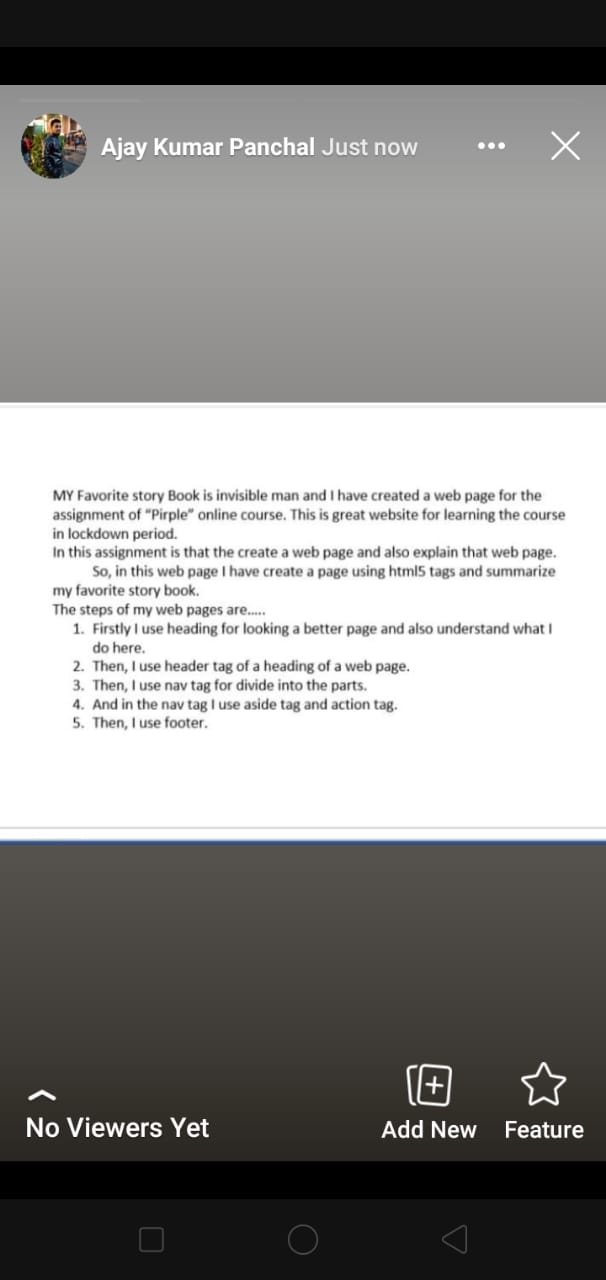 Ajay Kumar Panchal Just now
MY Favorite story Book is invisible man and I have created a web page for the
assignment of "Pirple" online course. This is great website for learning the course
in lockdown period.
In this assignment is that the create a web page and also explain that web page.
So, in this web page I have create a page using html5 tags and summarize
my favorite story book.
The steps of my web pages are.....
1. Firstly I use heading for looking a better page and also understand what I
do here.
2. Then, I use header tag of a heading of a web page.
3. Then, I use nav tag for divide into the parts.
4. And in the nav tag I use aside tag and action tag.
5. Then, I use footer.
No Viewers Yet
Add New
Feature